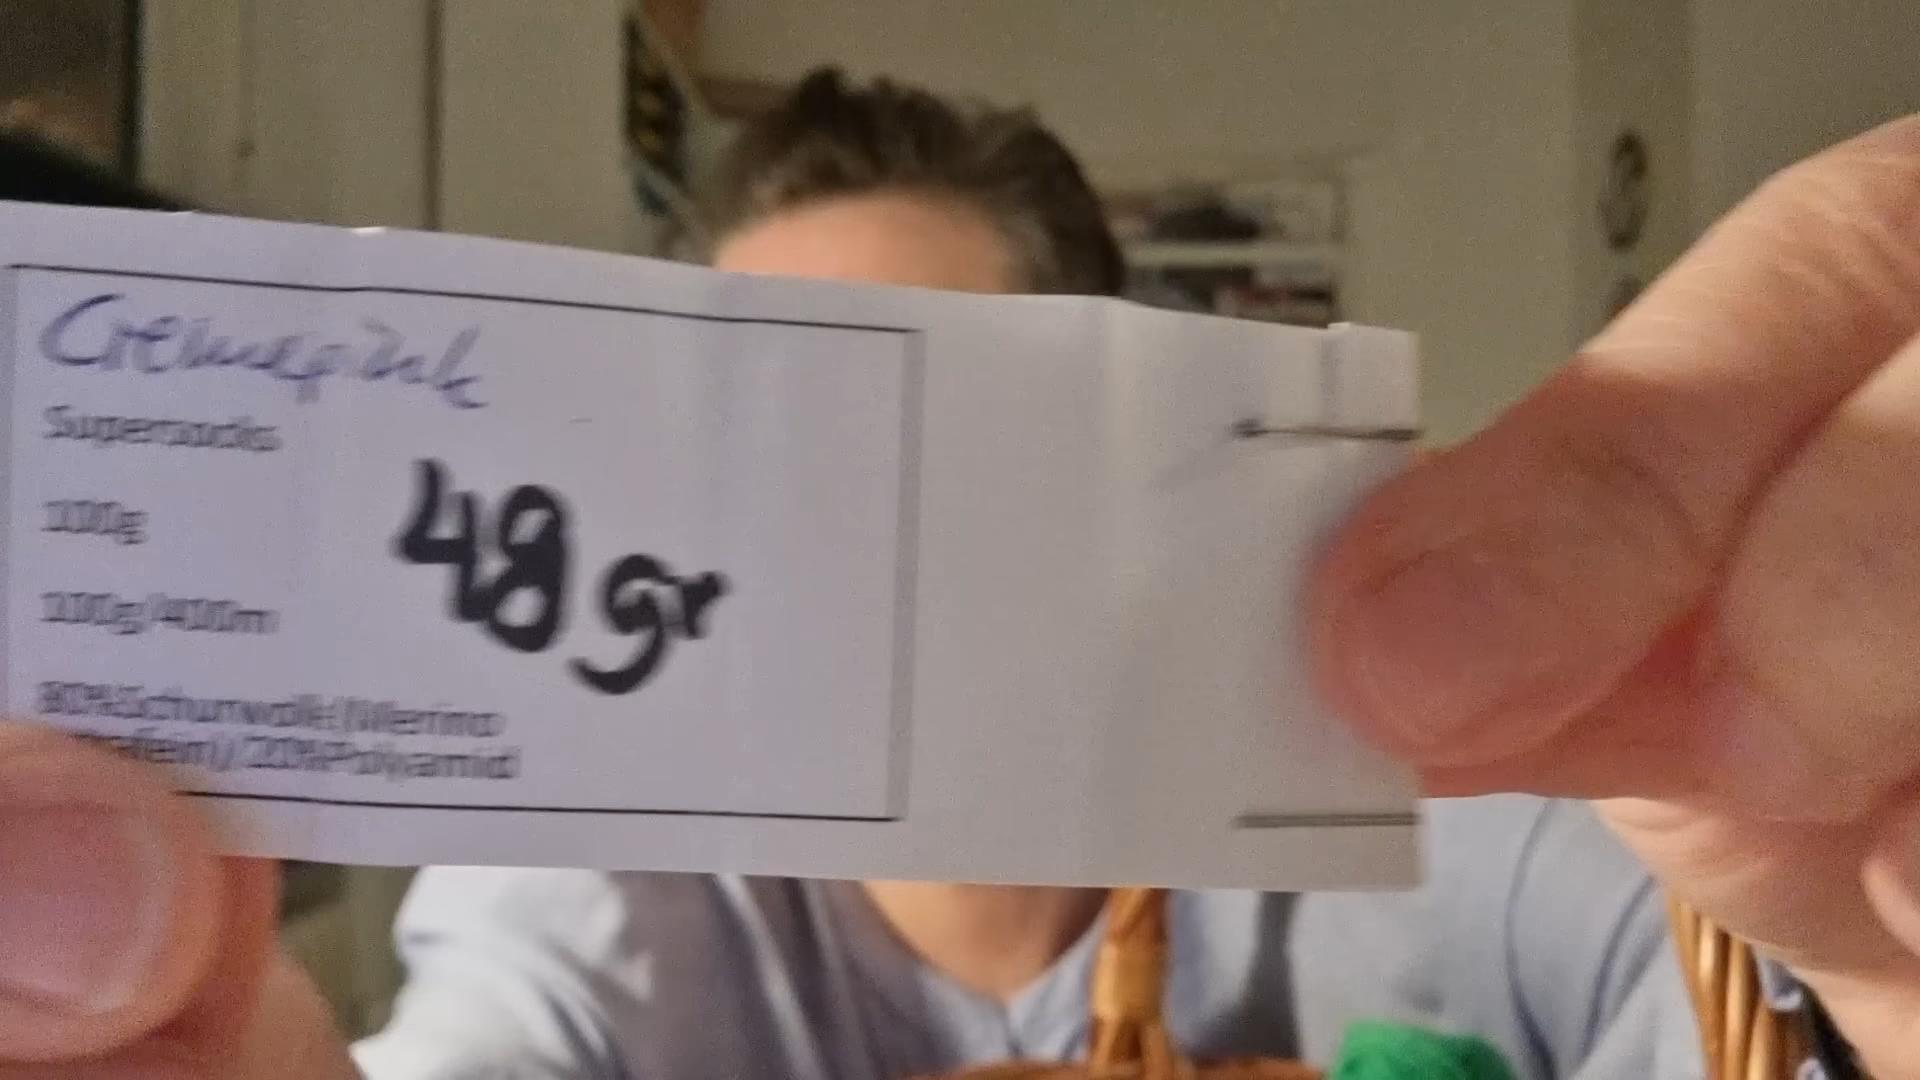 Supersocks
48 gr
100g
100g/400m
80%Schurwolle (Merino
20%Polyamid